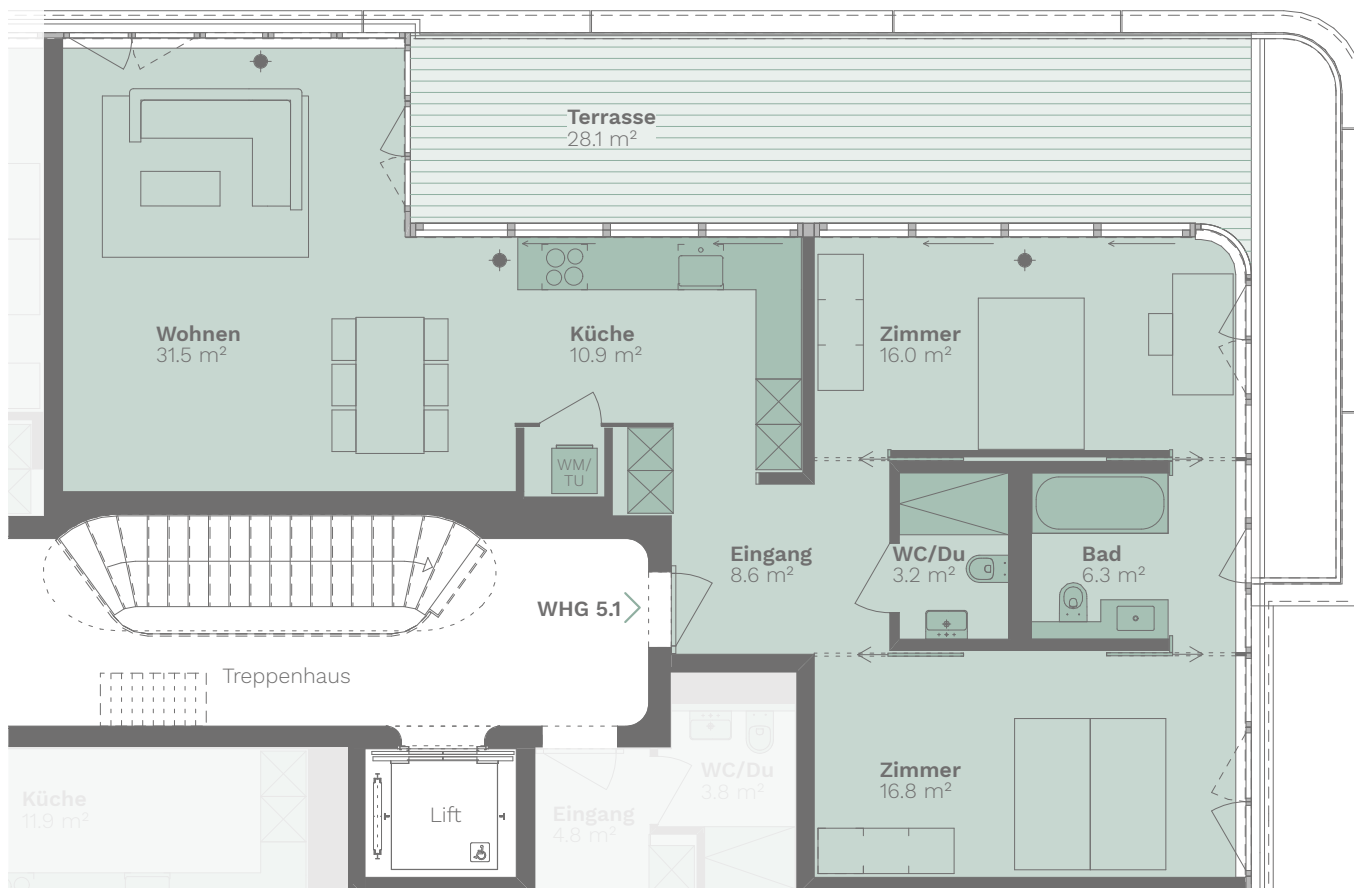 Terrasse
28.1 m²
Wohnen
31.5 m²
Küche
10.9 m²
Zimmer
16.0 m²
WM/
TU
Eingang
8.6 m²
WC/Du
3.2 m²
Bad
6.3 m²
WHG 5.1
Treppenhaus
Zimmer
16.8 m²
Küche
11.9 m²
Lift
Eingang
4.8 m²
WC/Du
3.8 m²